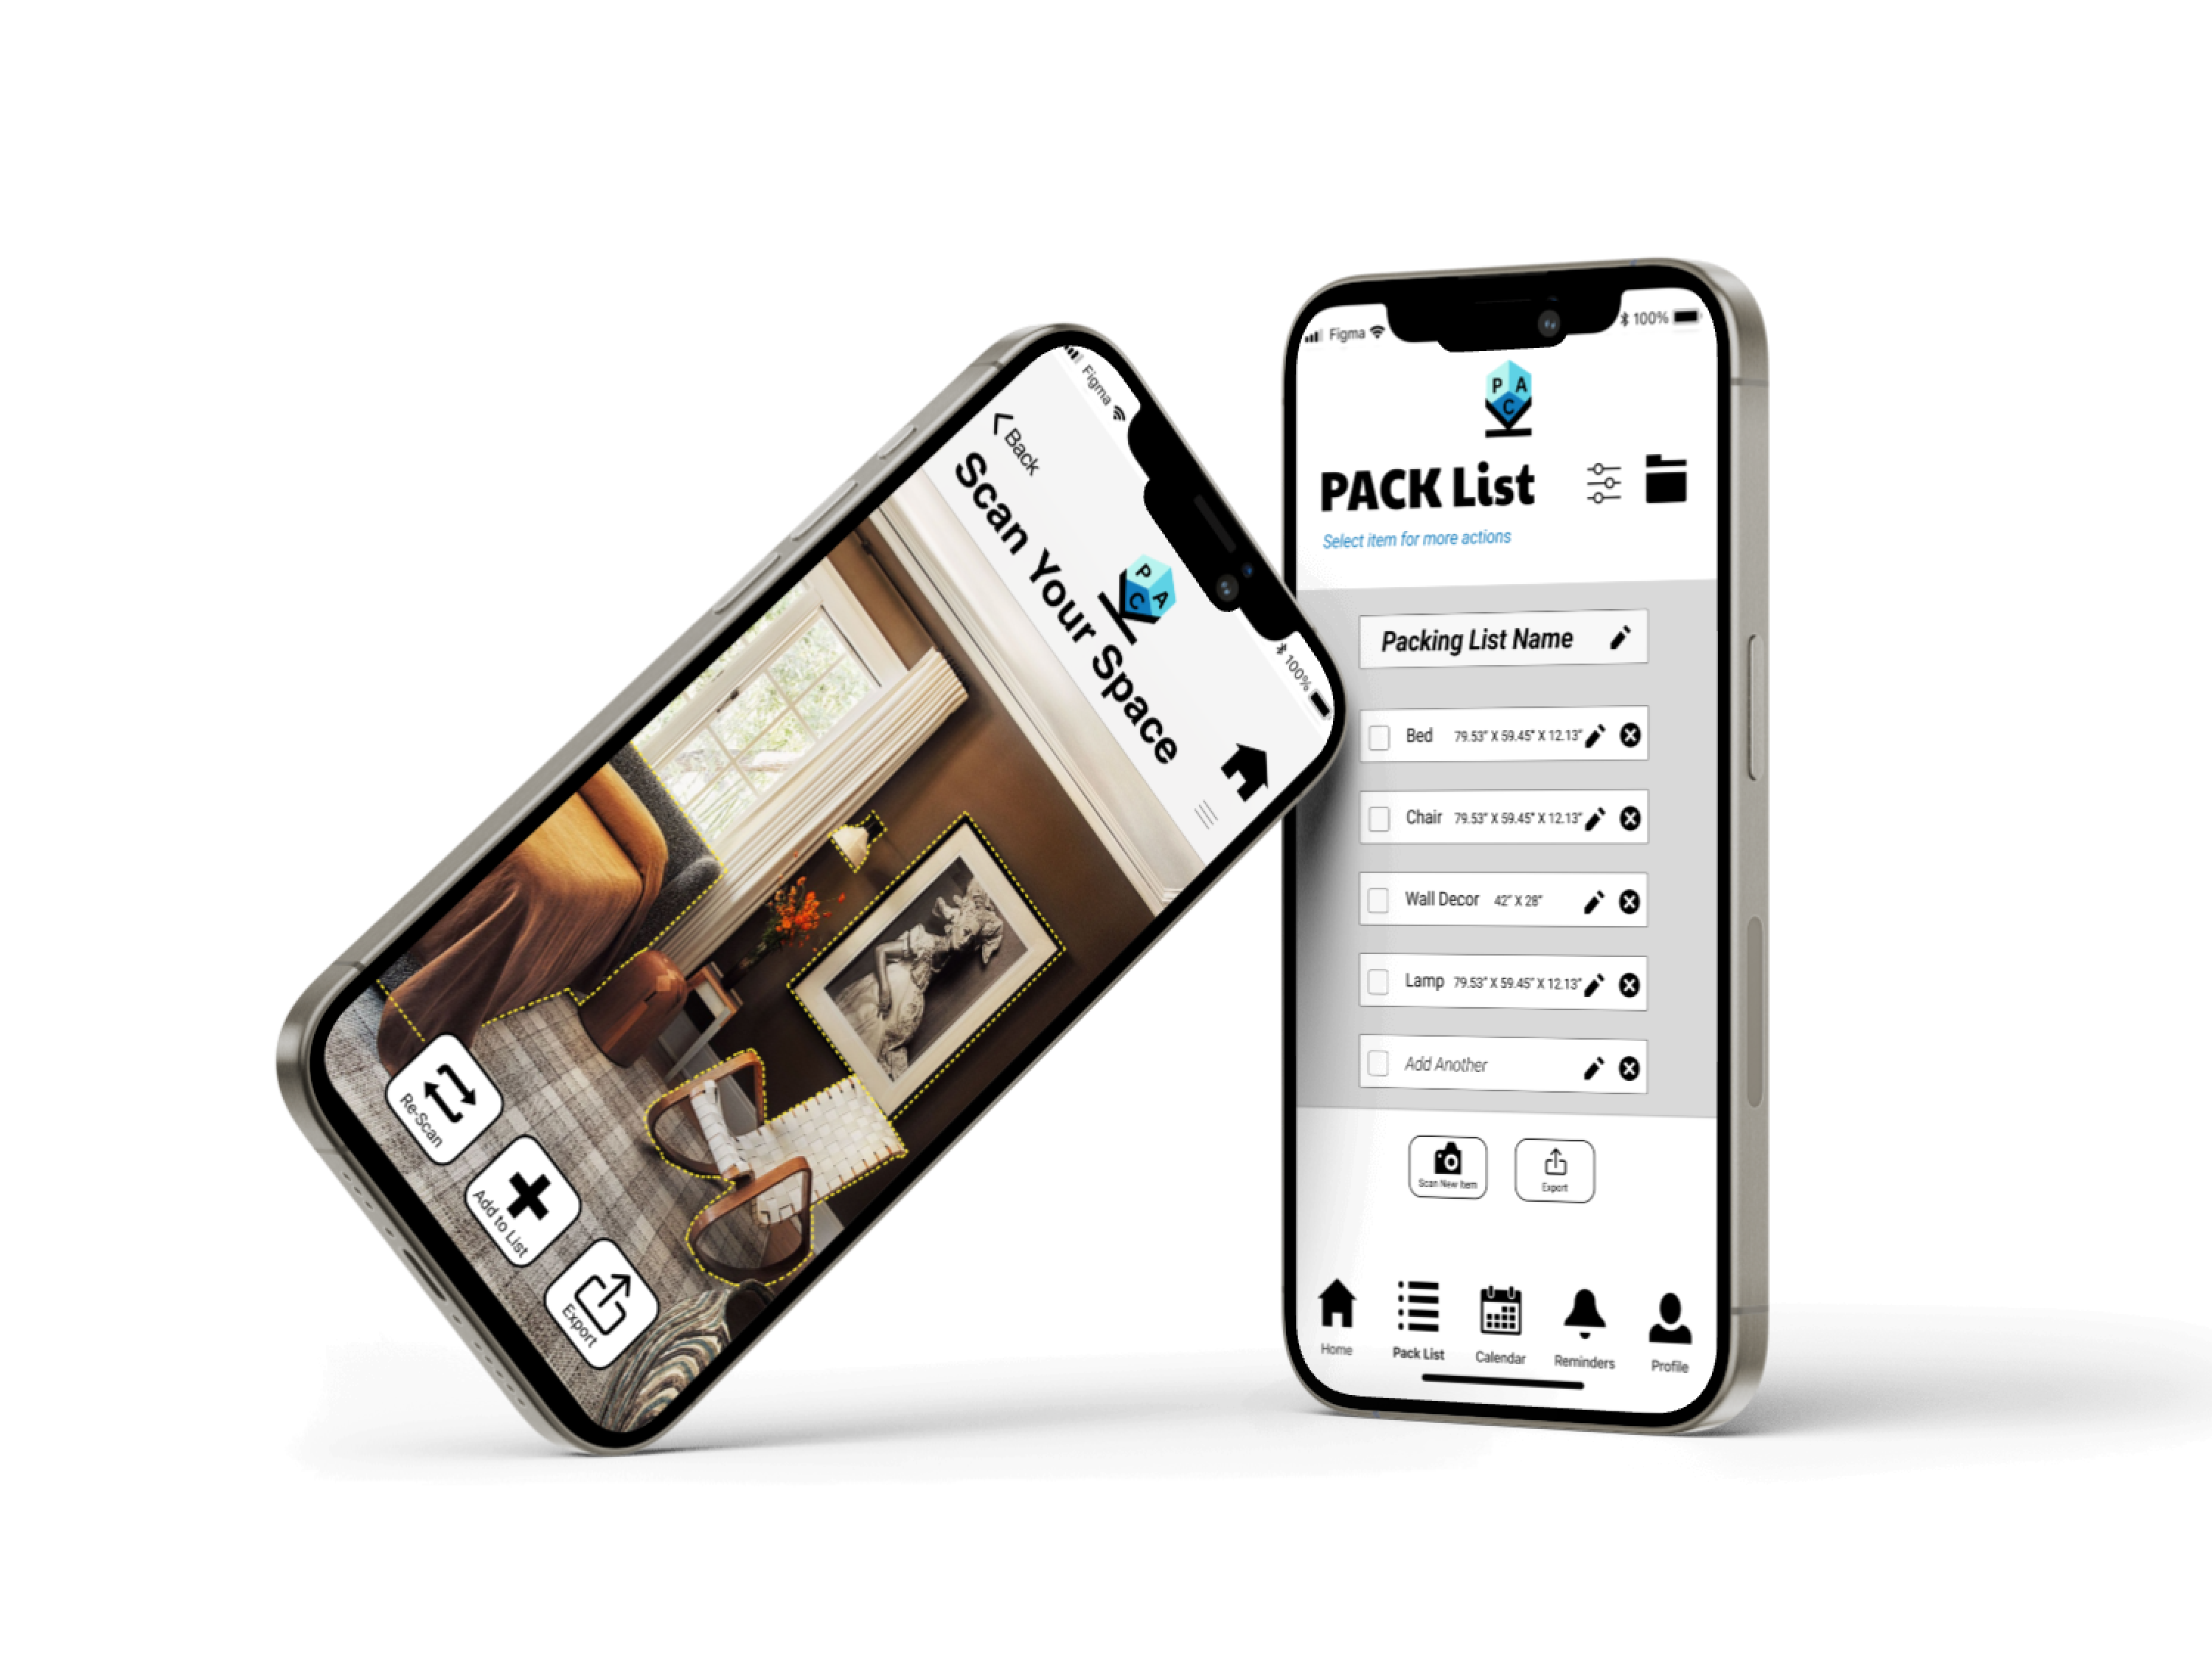 Figma
100%
< Back
P A
C
Scan Your Space
Re-Scan
Add to List
Export
Figma
100%
P A
C
PACK List
Select item for more actions
Packing List Name
Bed 79.53" X 59.45" X 12.13"
Chair 79.53" X 59.45" X 12.13"
Wall Decor 42" X 28"
Lamp 79.53" X 59.45" X 12.13"
Add Another
Scan New Item
Export
Home
Pack List
Calendar
Reminders
Profile